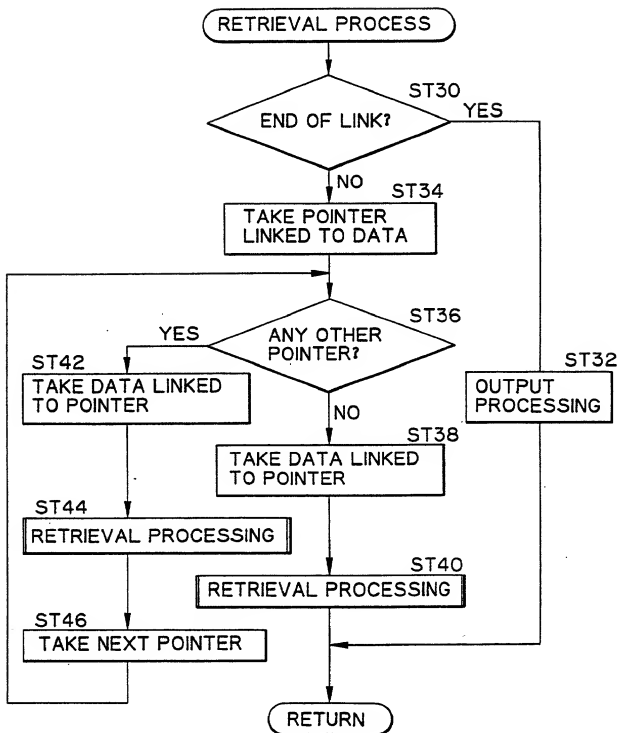 RETRIEVAL PROCESS
ST30
END OF LINK?
YES
NO
ST34
TAKE POINTER
LINKED TO DATA
ST36
YES
ANY OTHER
POINTER?
ST42
TAKE DATA LINKED
TO POINTER
ST32
OUTPUT
PROCESSING
NO
ST38
TAKE DATA LINKED
TO POINTER
ST44
RETRIEVAL PROCESSING
ST40
RETRIEVAL PROCESSING
ST46
TAKE NEXT POINTER
RETURN